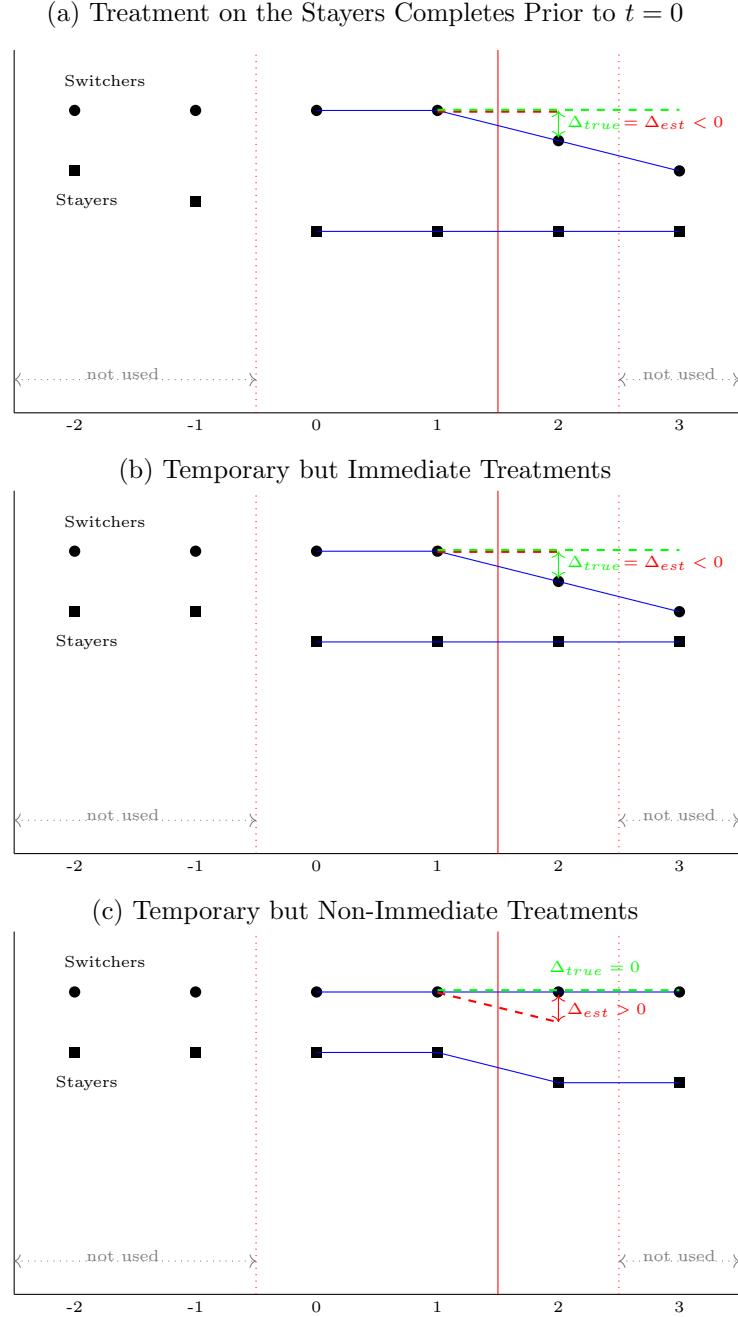 (a) Treatment on the Stayers Completes Prior to t = 0
Switchers
Δtrue = Δest < 0
Stayers
not used
not used
-2 -1 0 1 2 3
(b) Temporary but Immediate Treatments
Switchers
Δtrue = Δest < 0
Stayers
not used
not used
-2 -1 0 1 2 3
(c) Temporary but Non-Immediate Treatments
Switchers
Δtrue = 0
Δest > 0
Stayers
not used
not used
-2 -1 0 1 2 3